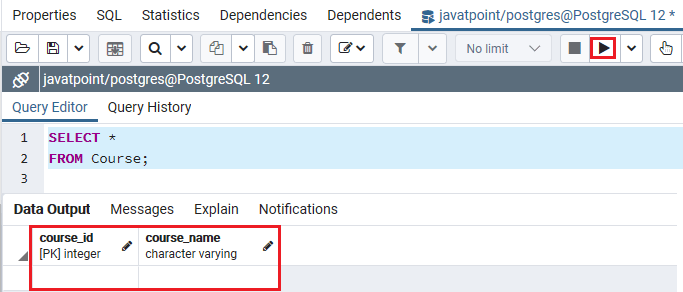 Properties SQL Statistics Dependencies Dependents javatpoint/postgres@PostgreSQL 12 *
No limit
javatpoint/postgres@PostgreSQL 12
Query Editor Query History
1 SELECT *
2 FROM Course;
3
Data Output Messages Explain Notifications
course_id course_name
[PK] integer character varying